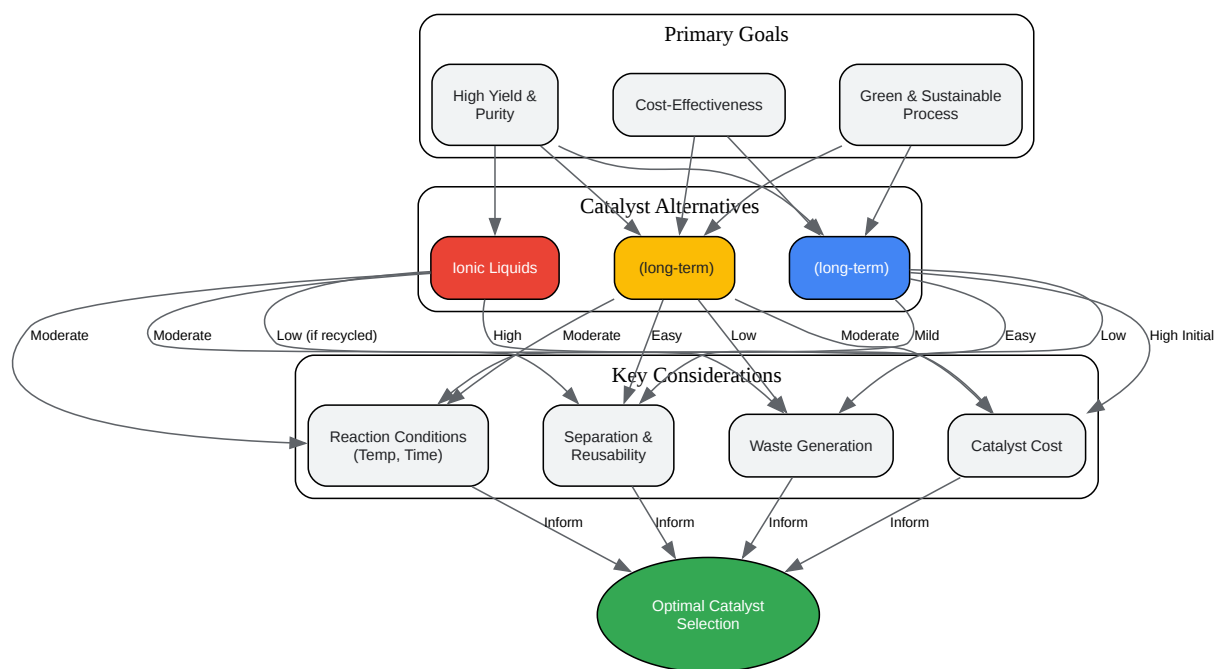 Primary Goals
High Yield &
Purity
Cost-Effectiveness
Green & Sustainable
Process
Catalyst Alternatives
Ionic Liquids
(long-term)
(long-term)
Moderate
Moderate
Low (if recycled)
High
Moderate
Easy
Low
Moderate
Mild
Easy
Low
High Initial
Key Considerations
Reaction Conditions
(Temp, Time)
Separation &
Reusability
Waste Generation
Catalyst Cost
Inform
Inform
Inform
Inform
Optimal Catalyst
Selection